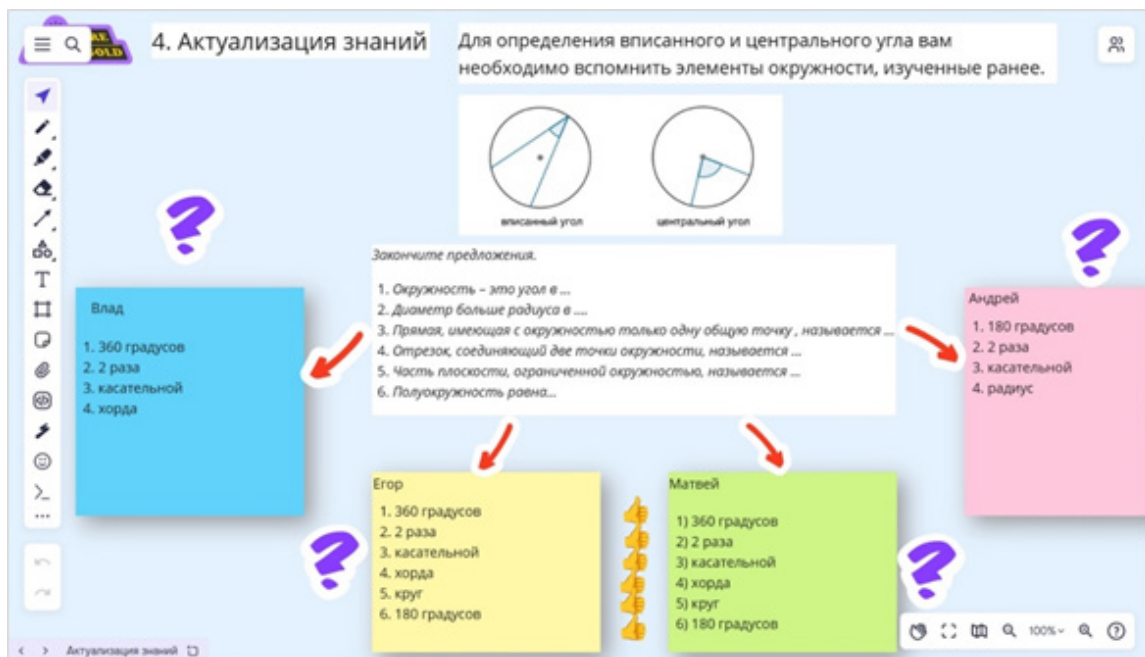 4. Актуализация знаний
Для определения вписанного и центрального угла вам
необходимо вспомнить элементы окружности, изученные ранее.
вписанный угол
центральный угол
Закончите предложения.
1. Окружность – это угол в ...
2. Диаметр больше радиуса в ....
3. Прямая, имеющая с окружностью только одну общую точку , называется ...
4. Отрезок, соединяющий две точки окружности, называется ...
5. Часть плоскости, ограниченной окружностью, называется ...
6. Полуокружность равна...
Влад
1. 360 градусов
2. 2 раза
3. касательной
4. хорда
Андрей
1. 180 градусов
2. 2 раза
3. касательной
4. радиус
Егор
1. 360 градусов
2. 2 раза
3. касательной
4. хорда
5. круг
6. 180 градусов
Матвей
1) 360 градусов
2) 2 раза
3) касательной
4) хорда
5) круг
6) 180 градусов
Актуализация знаний
100%